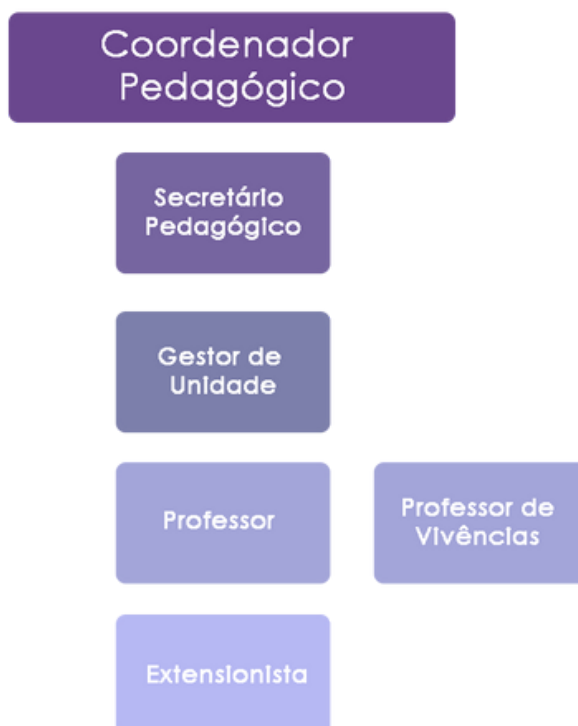 Coordenador
Pedagógico
Secretário
Pedagógico
Gestor de
Unidade
Professor
Professor de
Vivências
Extensionista